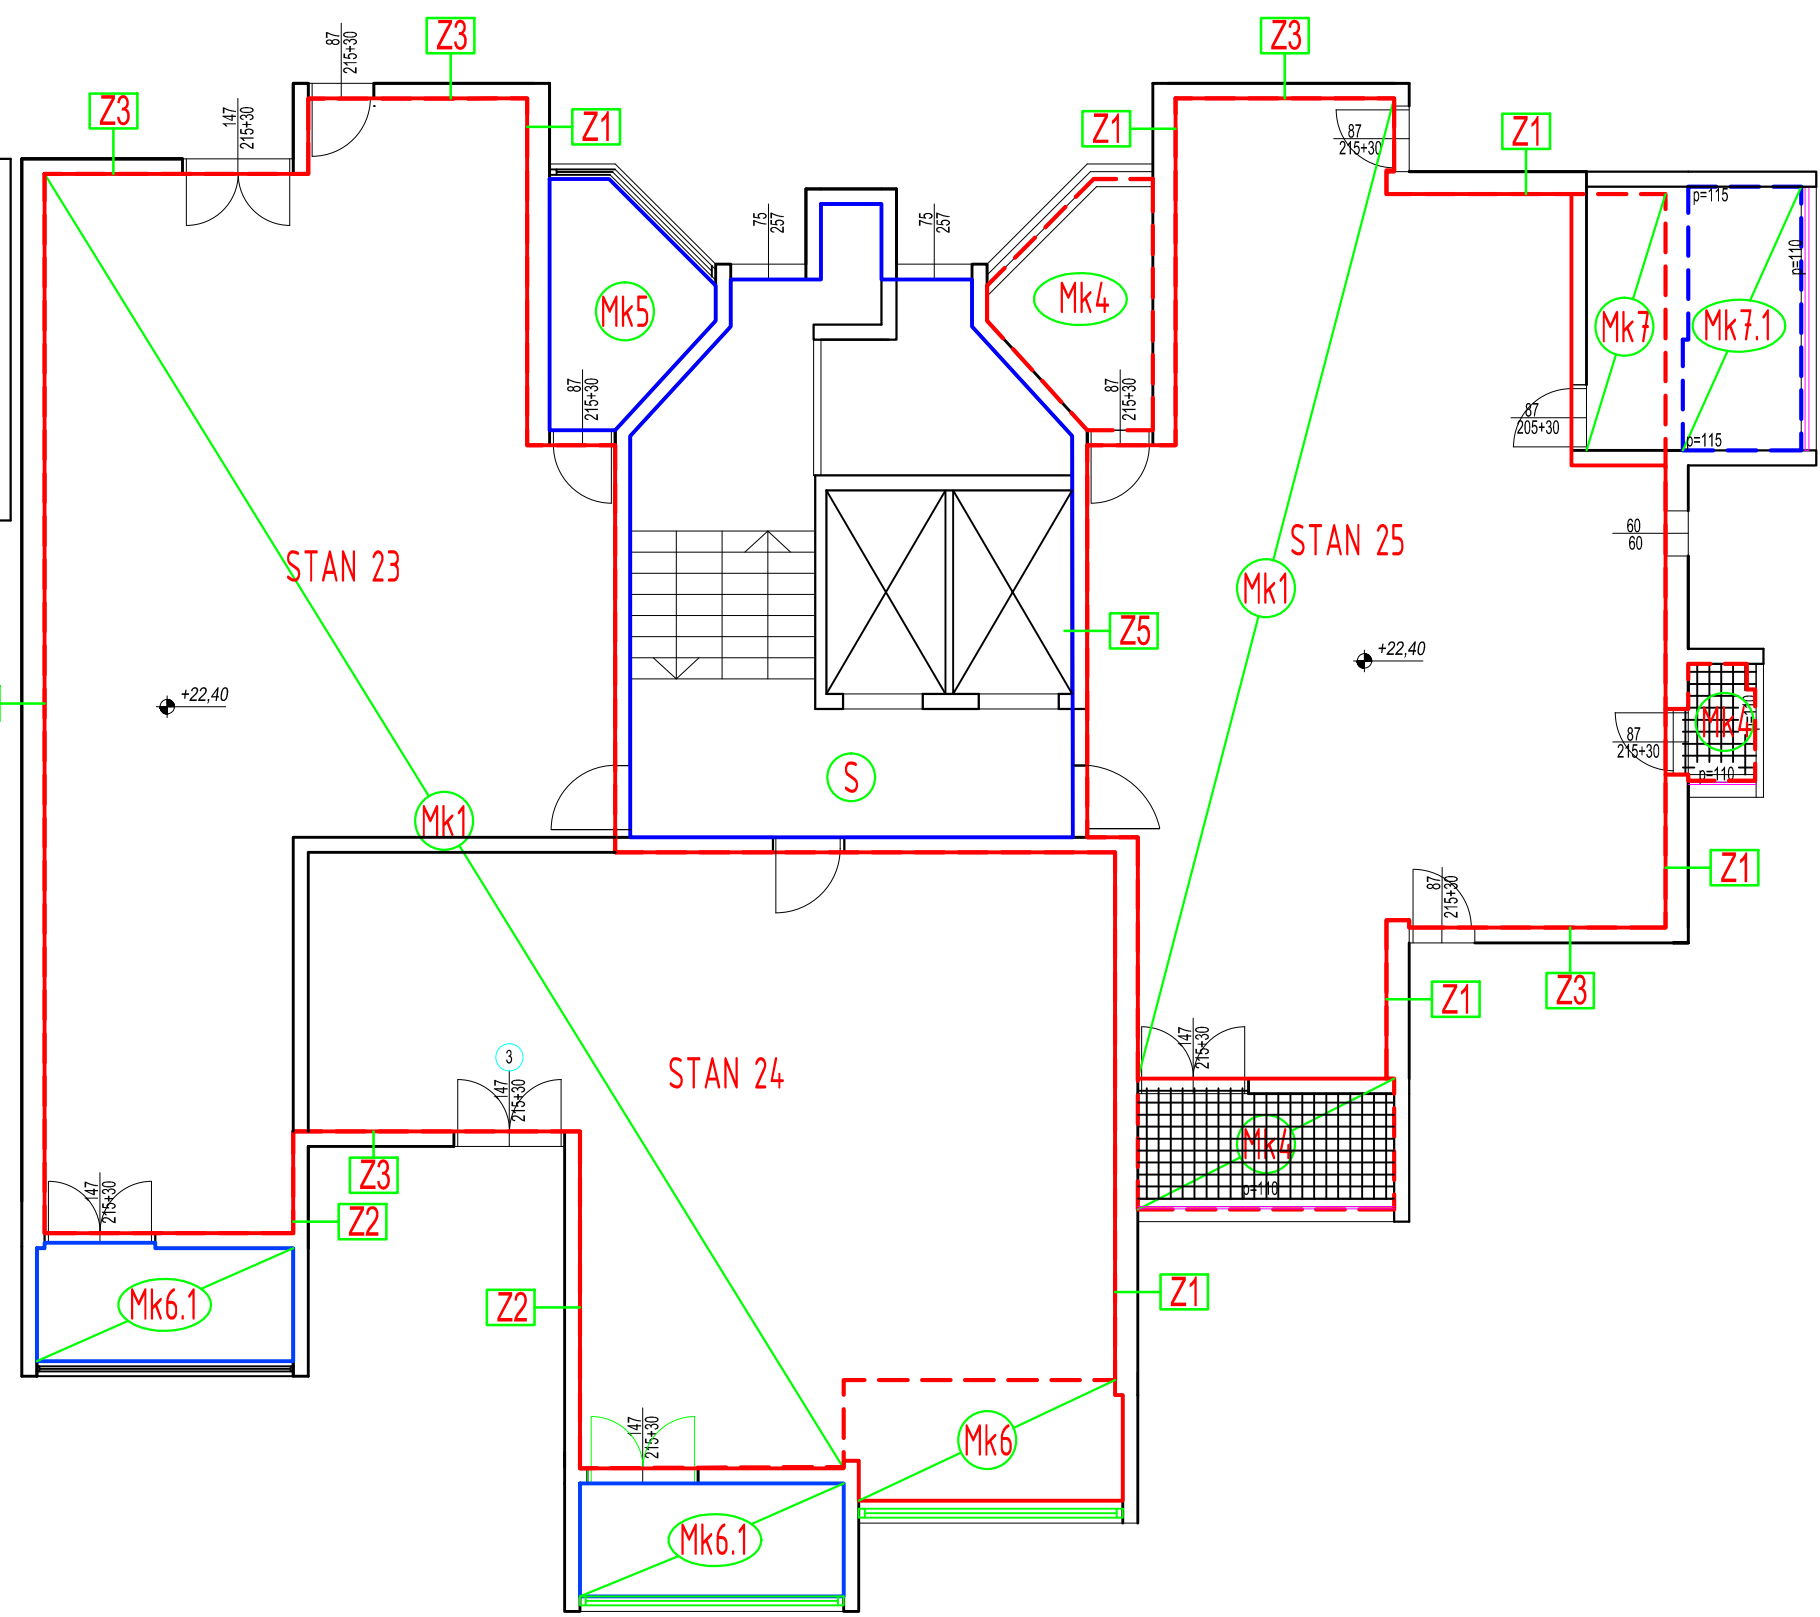 Z3
Z3
87
215+30
Z3
147
215+30
Z1
Z1
87
215+30
Z1
p=115
75
257
75
257
p=110
Mk5
Mk4
Mk7
Mk7.1
87
215+30
87
215+30
87
205+30
p=115
STAN 23
STAN 25
60
60
Mk1
Z5
+22,40
+22,40
Mk4
87
215+30
p=110
S
Mk1
Z1
87
215+30
Z3
Z1
3
147
215+30
STAN 24
147
215+30
Mk4
p=110
Z3
147
215+30
Z2
Mk6.1
Z2
Z1
147
215+30
Mk6
Mk6.1